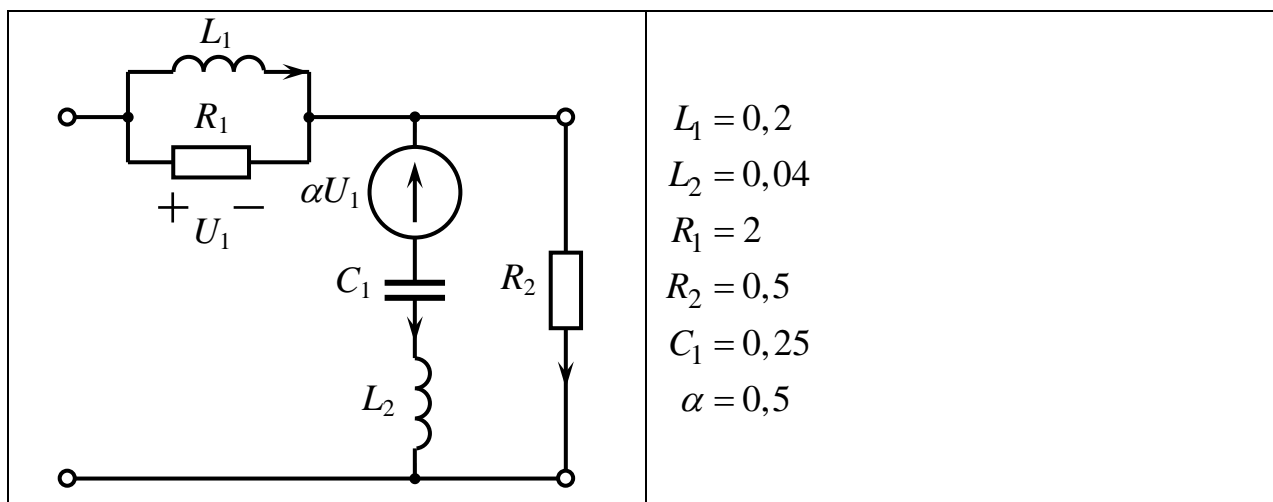 L₁
R₁
+ U₁ −
αU₁
C₁
R₂
L₂
L₁ = 0,2
L₂ = 0,04
R₁ = 2
R₂ = 0,5
C₁ = 0,25
α = 0,5